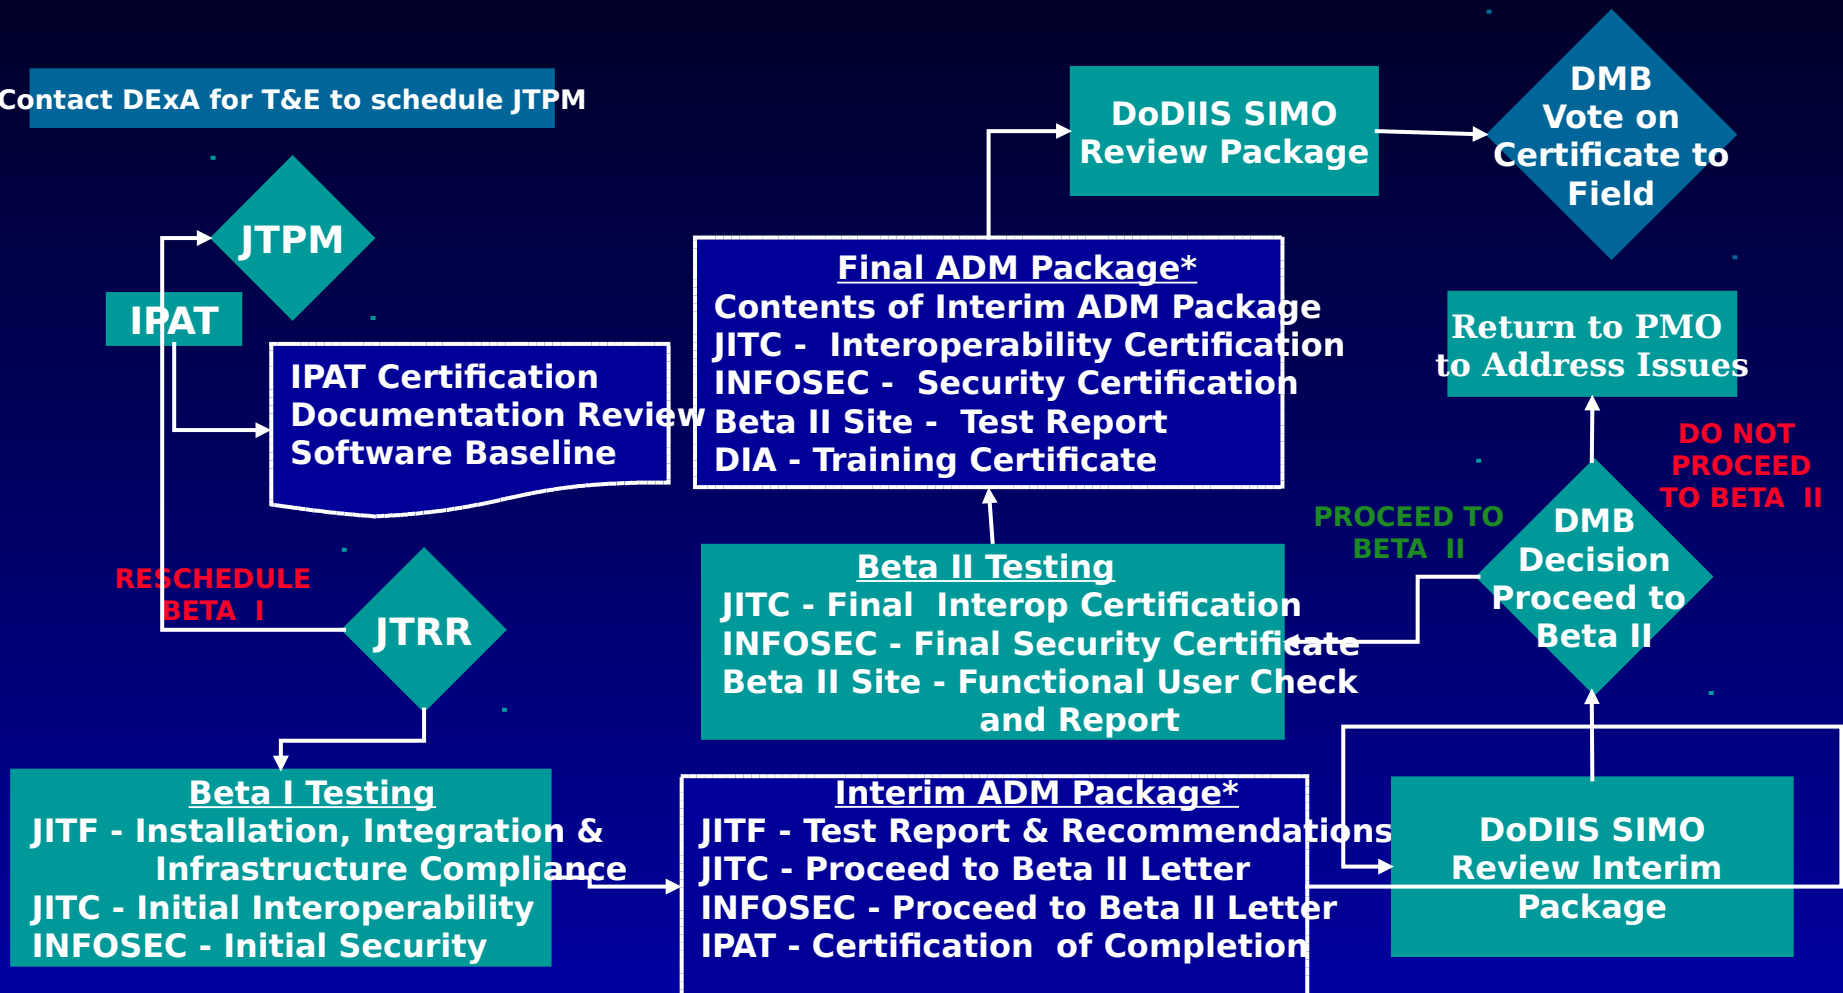 Contact DExA for T&E to schedule JTPM
JTPM
IPAT
IPAT Certification
Documentation Review
Software Baseline
RESCHEDULE
BETA  I
JTRR
Beta I Testing
JITF - Installation, Integration &
Infrastructure Compliance
JITC - Initial Interoperability
INFOSEC - Initial Security
Interim ADM Package*
JITF - Test Report & Recommendations
JITC - Proceed to Beta II Letter
INFOSEC - Proceed to Beta II Letter
IPAT - Certification  of Completion
DoDIIS SIMO
Review Interim
Package
DMB
Decision
Proceed to
Beta II
DO NOT
PROCEED
TO BETA  II
Return to PMO
to Address Issues
PROCEED TO
BETA  II
Beta II Testing
JITC - Final  Interop Certification
INFOSEC - Final Security Certificate
Beta II Site - Functional User Check
and Report
Final ADM Package*
Contents of Interim ADM Package
JITC -  Interoperability Certification
INFOSEC -  Security Certification
Beta II Site -  Test Report
DIA - Training Certificate
DoDIIS SIMO
Review Package
DMB
Vote on
Certificate to
Field